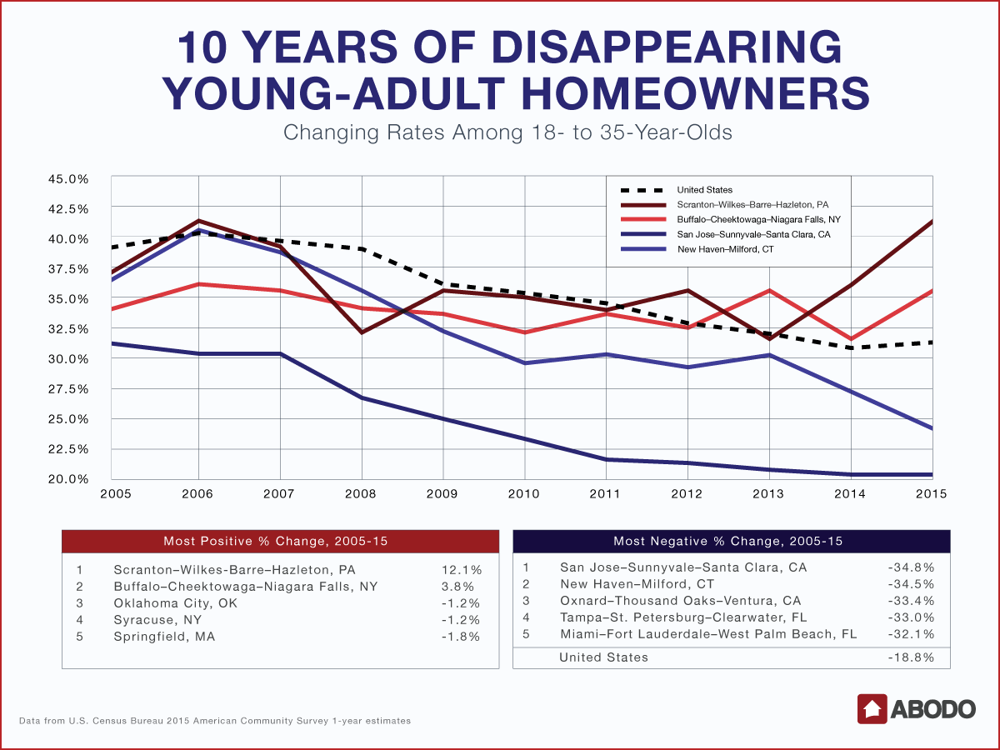 10 YEARS OF DISAPPEARING
YOUNG-ADULT HOMEOWNERS
Changing Rates Among 18- to 35-Year-Olds
45.0%
42.5%
40.0%
37.5%
35.0%
32.5%
30.0%
27.5%
25.0%
22.5%
20.0%
United States
Scranton–Wilkes–Barre–Hazleton, PA
Buffalo–Cheektowaga–Niagara Falls, NY
San Jose–Sunnyvale–Santa Clara, CA
New Haven–Milford, CT
2005 2006 2007 2008 2009 2010 2011 2012 2013 2014 2015
Most Positive % Change, 2005-15
1 Scranton–Wilkes-Barre–Hazleton, PA 12.1%
2 Buffalo–Cheektowaga–Niagara Falls, NY 3.8%
3 Oklahoma City, OK -1.2%
4 Syracuse, NY -1.2%
5 Springfield, MA -1.8%
Most Negative % Change, 2005-15
1 San Jose–Sunnyvale–Santa Clara, CA -34.8%
2 New Haven–Milford, CT -34.5%
3 Oxnard–Thousand Oaks–Ventura, CA -33.4%
4 Tampa–St. Petersburg–Clearwater, FL -33.0%
5 Miami–Fort Lauderdale–West Palm Beach, FL -32.1%
United States -18.8%
Data from U.S. Census Bureau 2015 American Community Survey 1-year estimates
ABODO